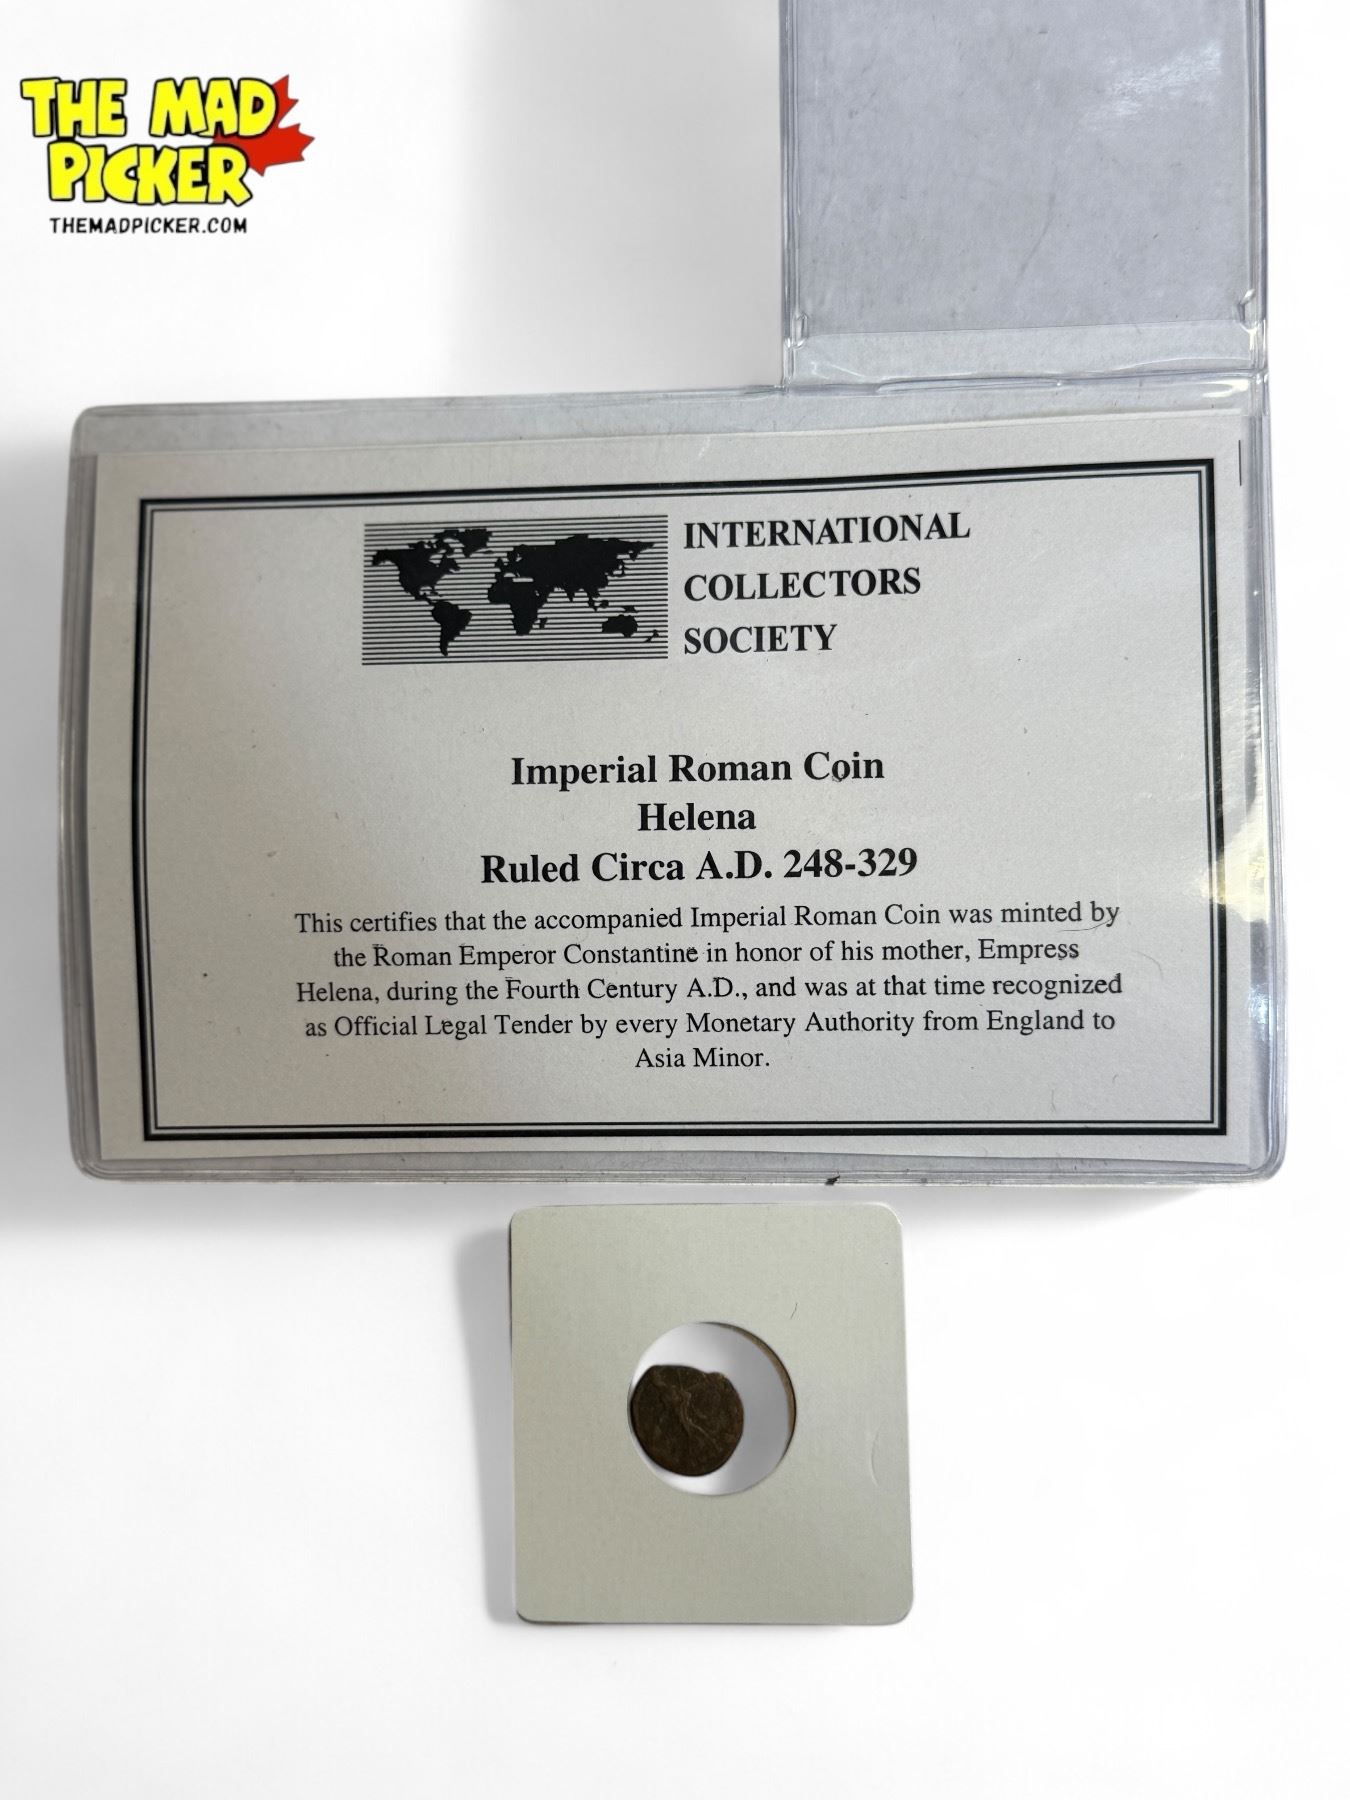 THE MAD
PICKER
THEMADPICKER.COM
INTERNATIONAL
COLLECTORS
SOCIETY
Imperial Roman Coin
Helena
Ruled Circa A.D. 248-329
This certifies that the accompanied Imperial Roman Coin was minted by
the Roman Emperor Constantine in honor of his mother, Empress
Helena, during the Fourth Century A.D., and was at that time recognized
as Official Legal Tender by every Monetary Authority from England to
Asia Minor.